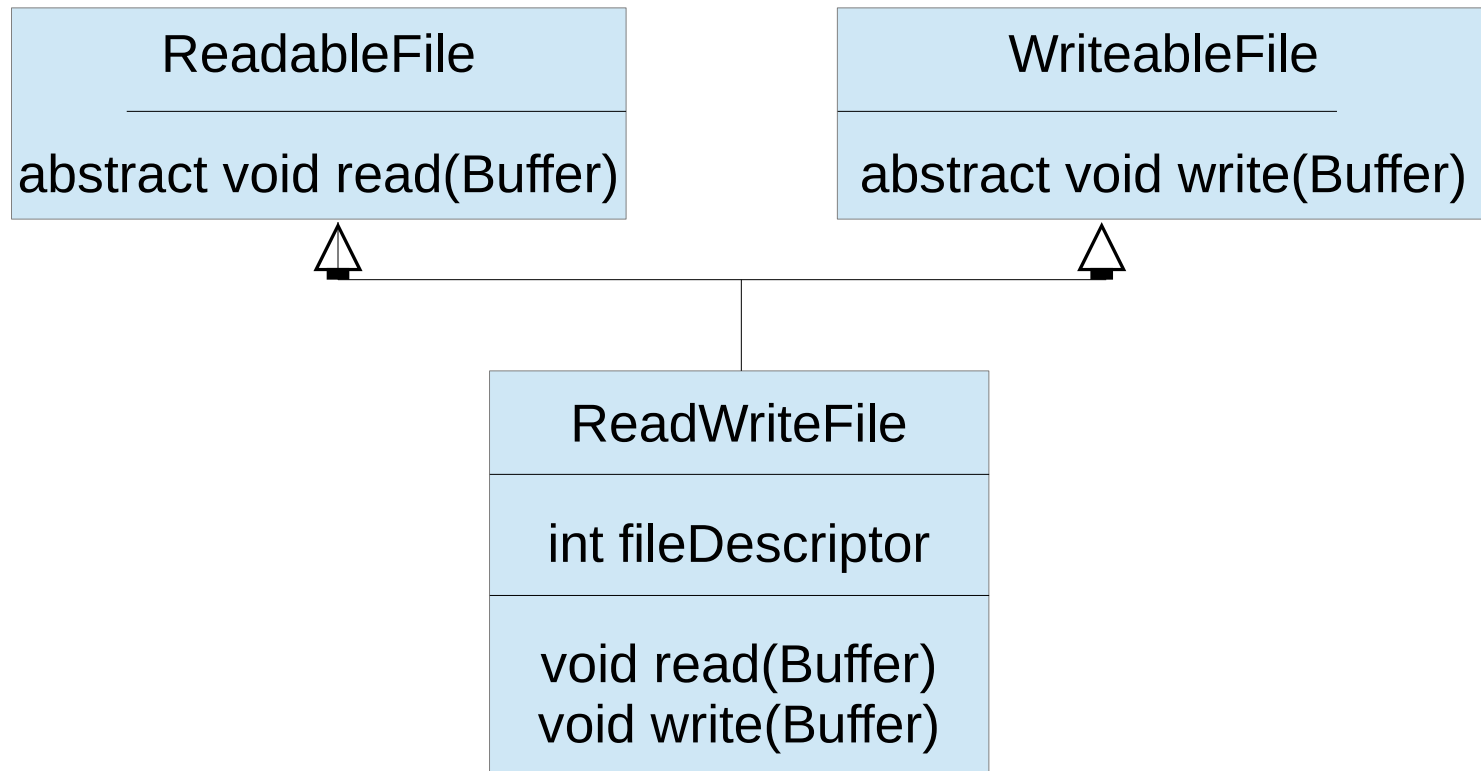 ReadableFile
abstract void read(Buffer)
WriteableFile
abstract void write(Buffer)
ReadWriteFile
int fileDescriptor
void read(Buffer)
void write(Buffer)